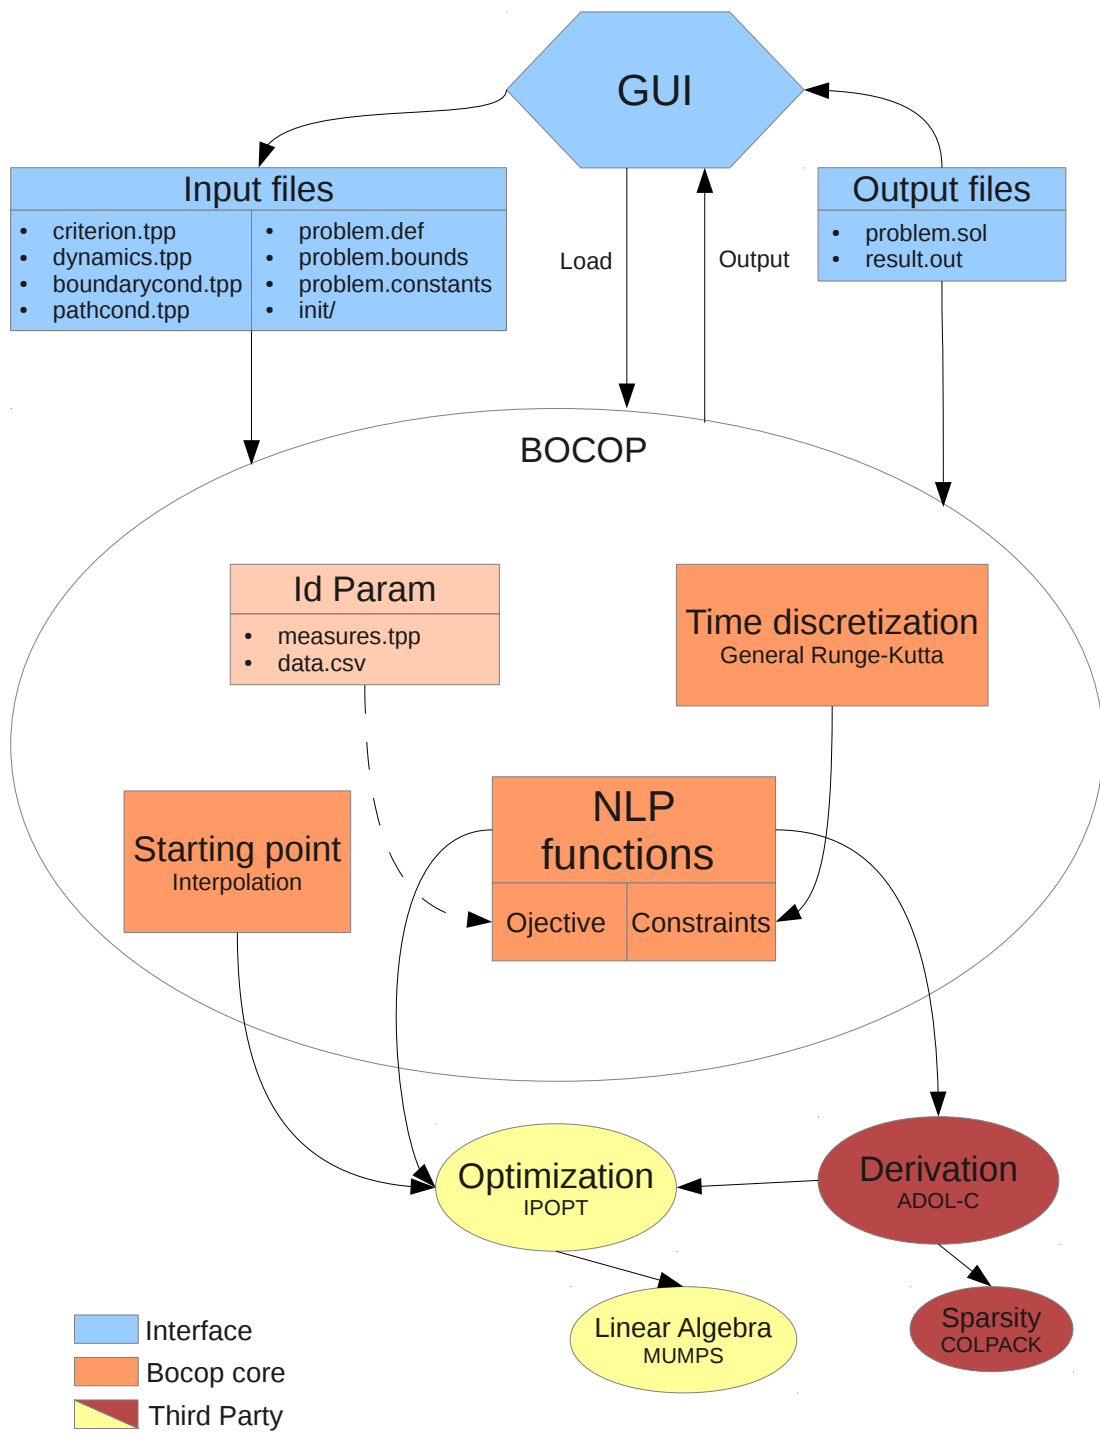 GUI
Input files
• criterion.tpp
• dynamics.tpp
• boundarycond.tpp
• pathcond.tpp
• problem.def
• problem.bounds
• problem.constants
• init/
Load
Output
Output files
• problem.sol
• result.out
BOCOP
Id Param
• measures.tpp
• data.csv
Time discretization
General Runge-Kutta
Starting point
Interpolation
NLP
functions
Ojective
Constraints
Optimization
IPOPT
Derivation
ADOL-C
Linear Algebra
MUMPS
Sparsity
COLPACK
Interface
Bocop core
Third Party